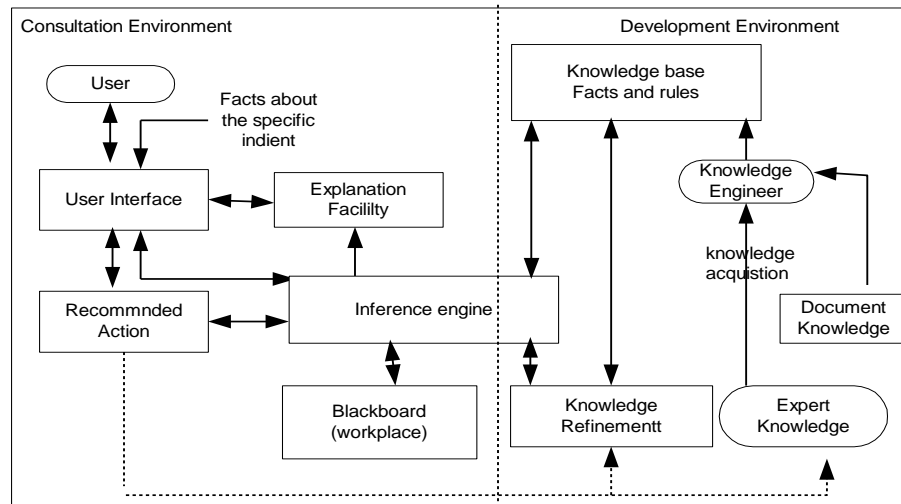 Consultation Environment
Development Environment
User
Facts about
the specific
indient
Knowledge base
Facts and rules
User Interface
Explanation
Facililty
Knowledge
Engineer
knowledge
acquistion
Recommnded
Action
Inference engine
Document
Knowledge
Blackboard
(workplace)
Knowledge
Refinementt
Expert
Knowledge